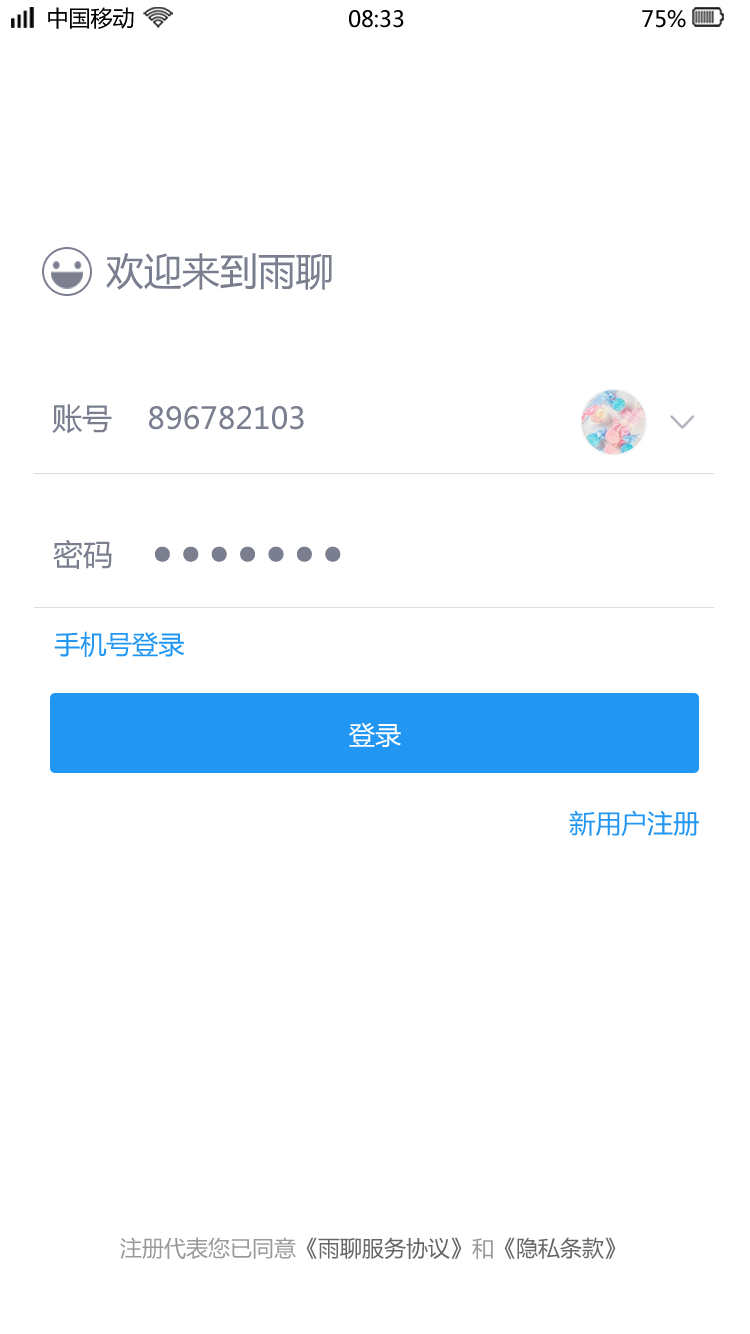 中国移动 08:33 75%
欢迎来到雨聊
账号 896782103
密码 ●●●●●●●
手机号登录
登录
新用户注册
注册代表您已同意《雨聊服务协议》和《隐私条款》